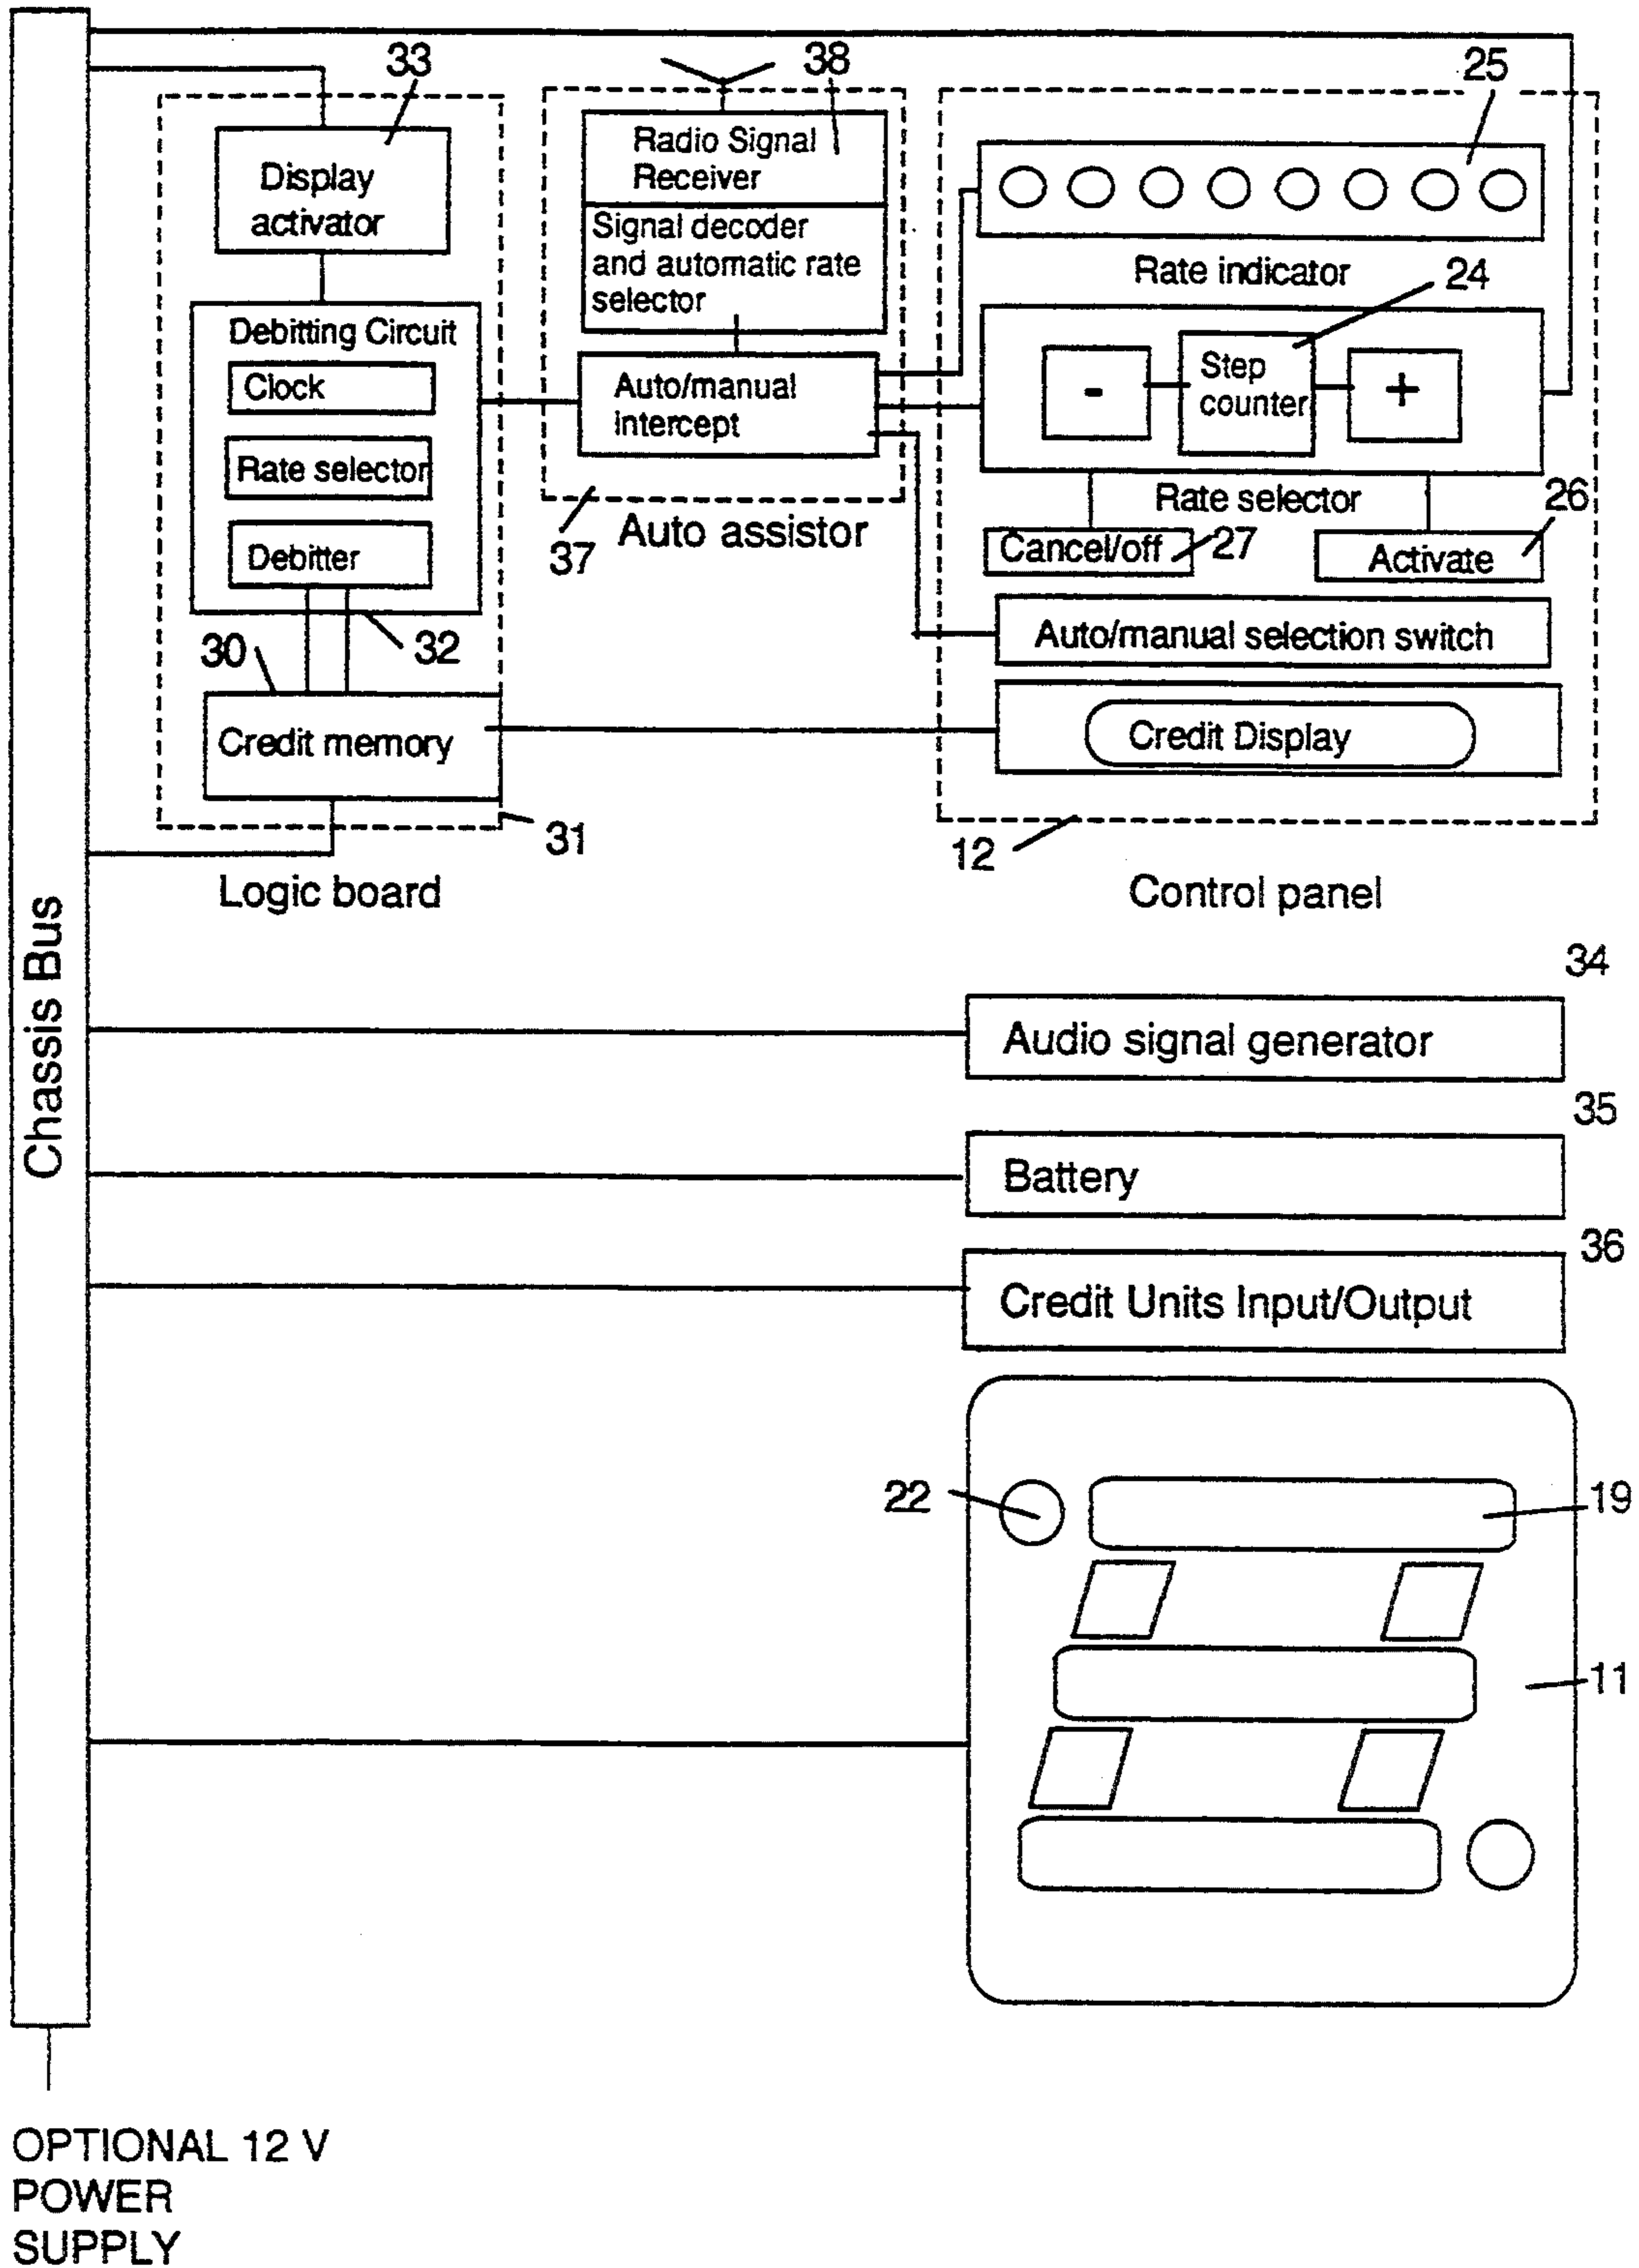 33
38
25
Display
activator
Radio Signal
Receiver
Signal decoder
and automatic rate
selector
Rate indicator
24
Debitting Circuit
Clock
Rate selector
Debitter
Auto/manual
intercept
-
Step
counter
+
Rate selector
26
37
Auto assistor
Cancel/off
27
Activate
30
32
Auto/manual selection switch
Credit memory
Credit Display
31
12
Logic board
Control panel
Chassis Bus
34
Audio signal generator
35
Battery
36
Credit Units Input/Output
22
19
11
OPTIONAL 12 V
POWER
SUPPLY